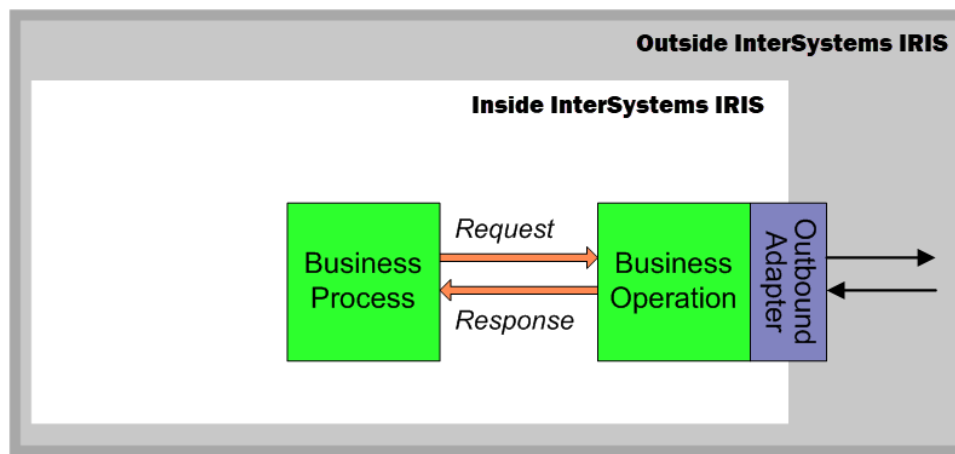 Outside InterSystems IRIS
Inside InterSystems IRIS
Business
Process
Request
Response
Business
Operation
Outbound
Adapter